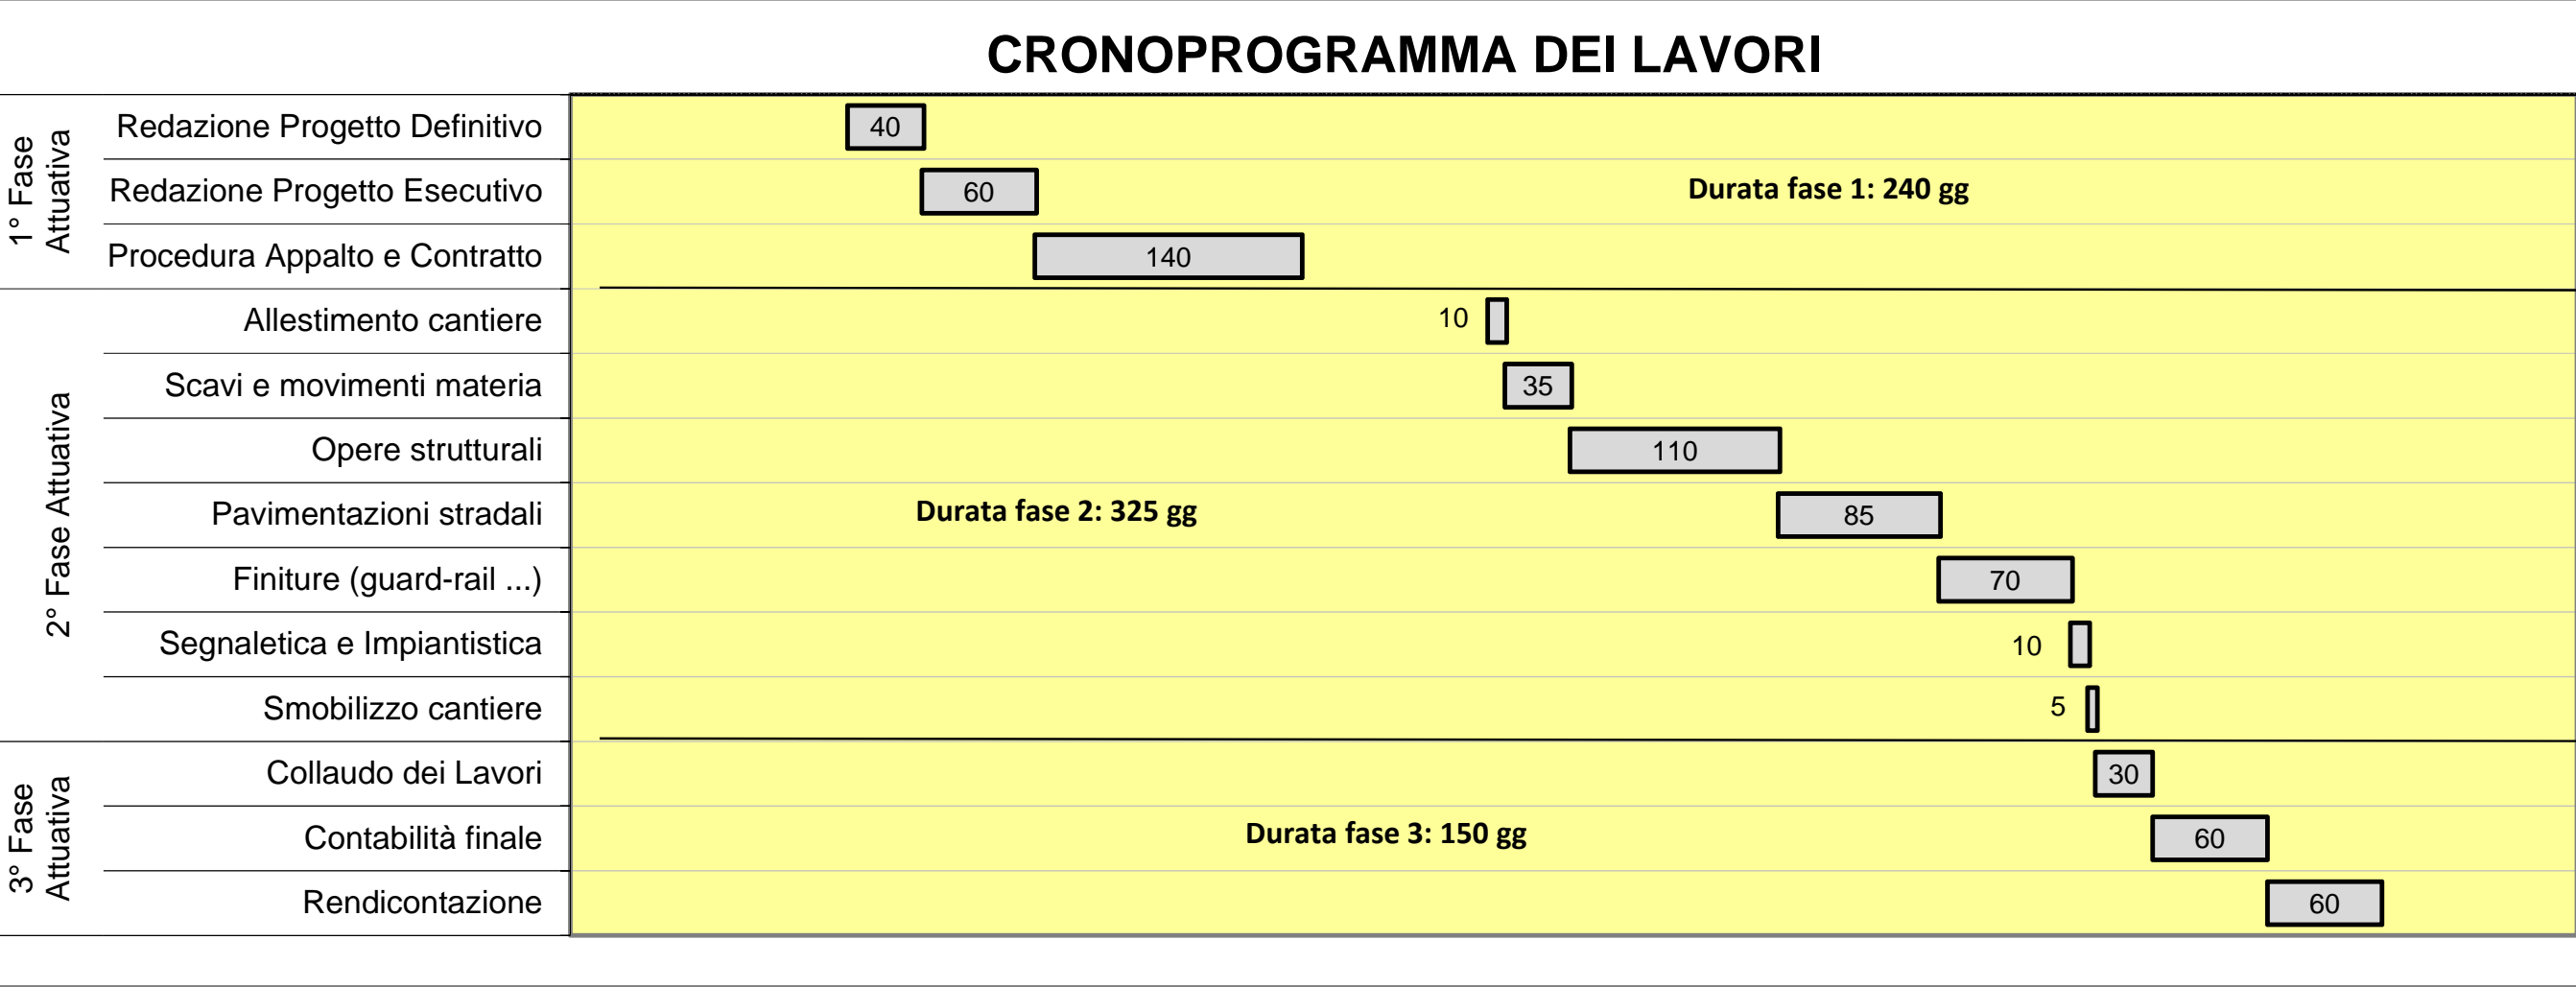 CRONOPROGRAMMA DEI LAVORI
1° Fase
Attuativa
Redazione Progetto Definitivo
40
Redazione Progetto Esecutivo
60
Durata fase 1: 240 gg
Procedura Appalto e Contratto
140
2° Fase Attuativa
Allestimento cantiere
10
Scavi e movimenti materia
35
Opere strutturali
110
Pavimentazioni stradali
Durata fase 2: 325 gg
85
Finiture (guard-rail ...)
70
Segnaletica e Impiantistica
10
Smobilizzo cantiere
5
3° Fase
Attuativa
Collaudo dei Lavori
30
Contabilità finale
Durata fase 3: 150 gg
60
Rendicontazione
60